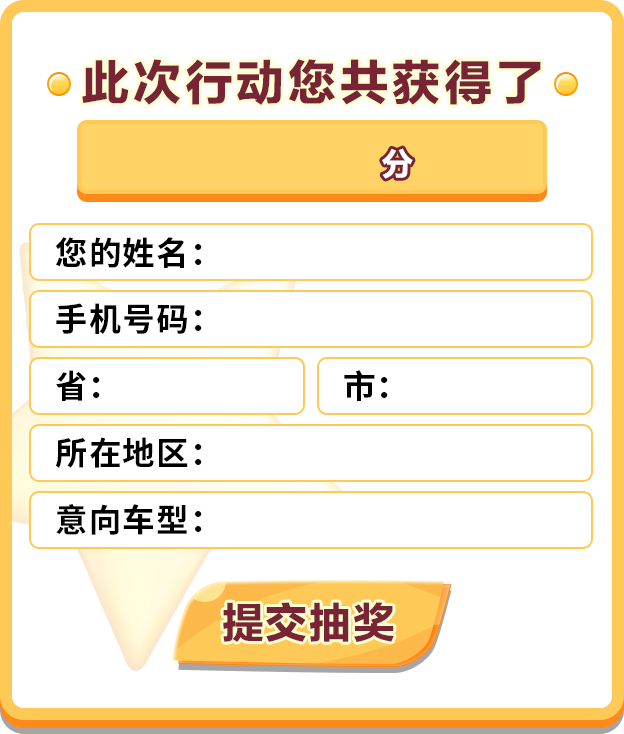 此次行动您共获得了
分
您的姓名：
手机号码：
省： 市：
所在地区：
意向车型：
提交抽奖